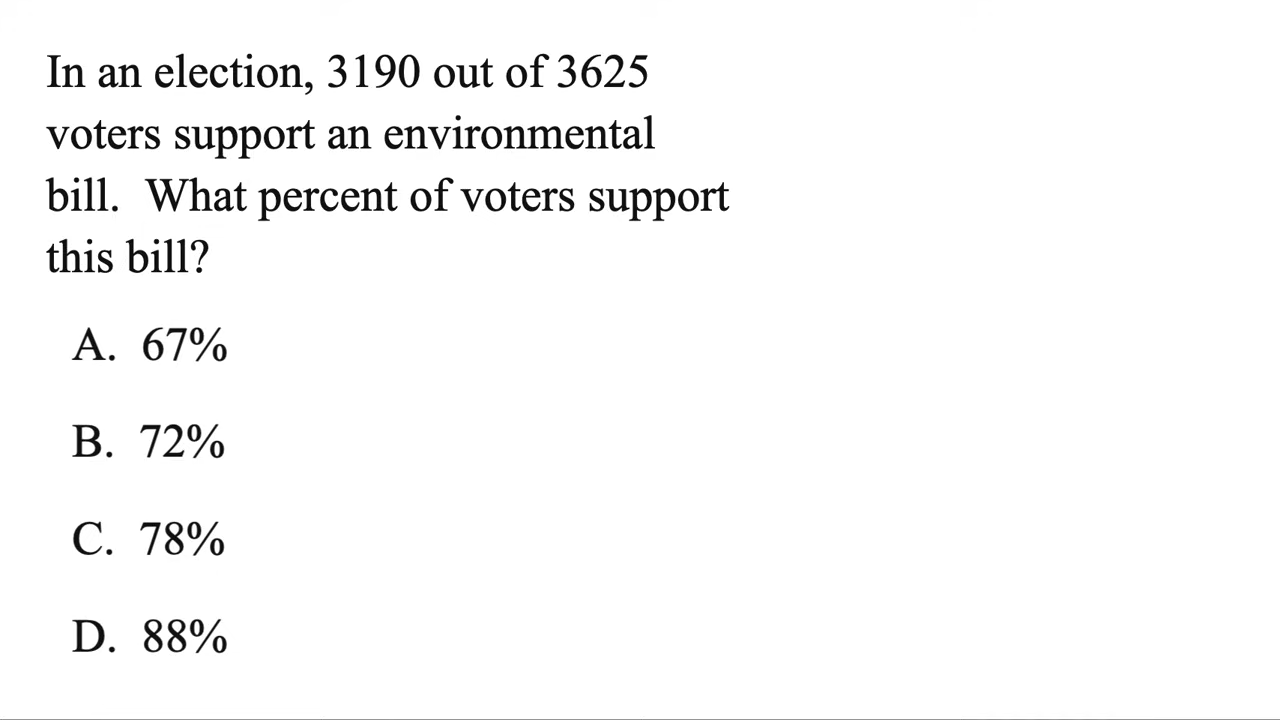 In an election, 3190 out of 3625
voters support an environmental
bill.  What percent of voters support
this bill?
A.  67%
B.  72%
C.  78%
D.  88%